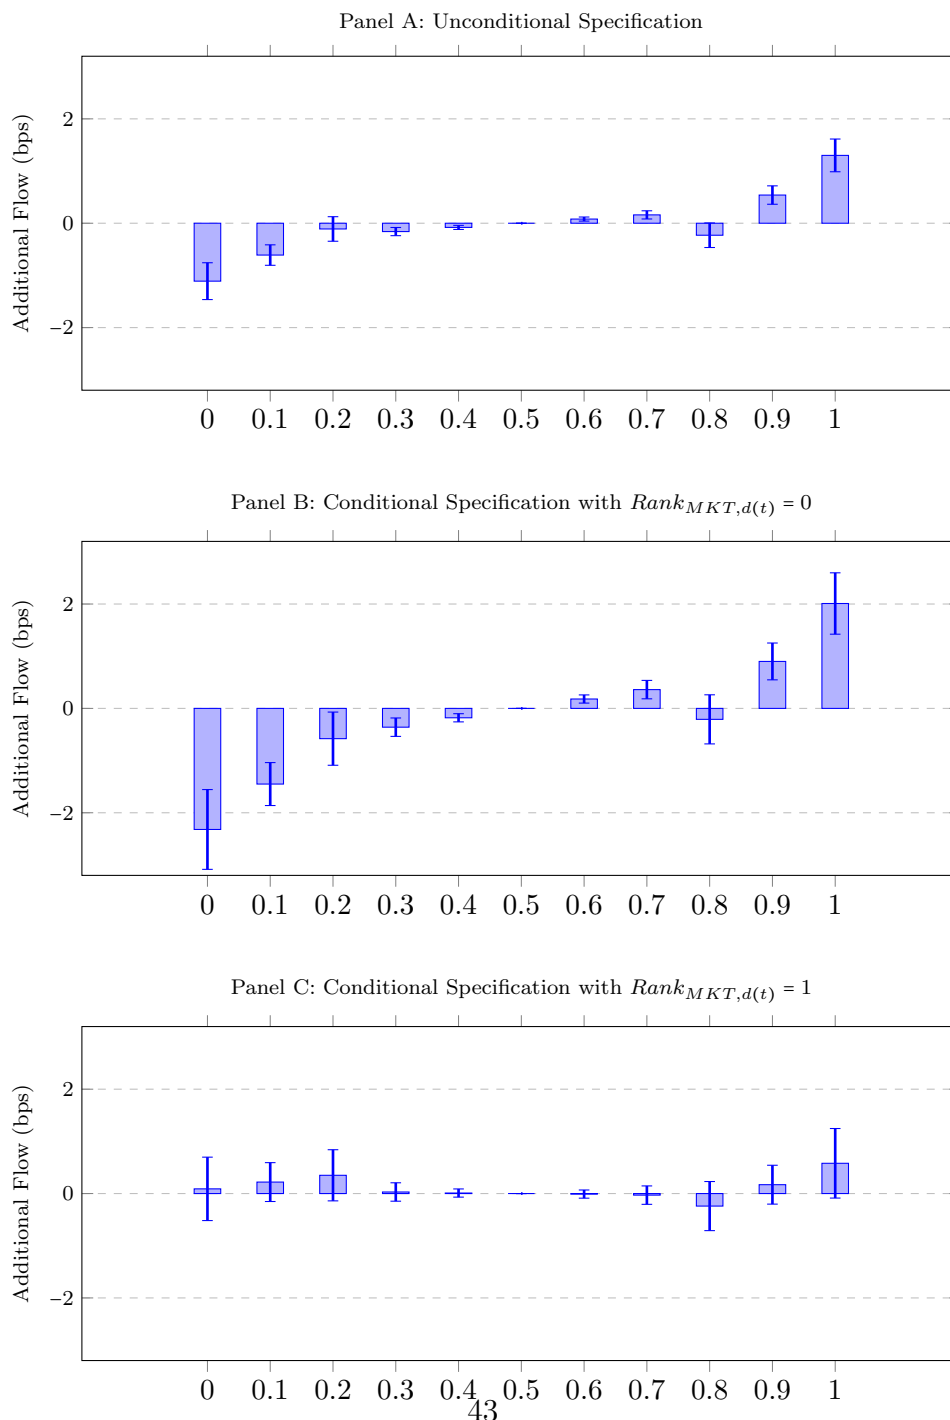 Panel A: Unconditional Specification
Additional Flow (bps)
2
0
−2
0 0.1 0.2 0.3 0.4 0.5 0.6 0.7 0.8 0.9 1
Panel B: Conditional Specification with Rank_{MKT,d(t)} = 0
Additional Flow (bps)
2
0
−2
0 0.1 0.2 0.3 0.4 0.5 0.6 0.7 0.8 0.9 1
Panel C: Conditional Specification with Rank_{MKT,d(t)} = 1
Additional Flow (bps)
2
0
−2
0 0.1 0.2 0.3 0.4 0.5 0.6 0.7 0.8 0.9 1
43